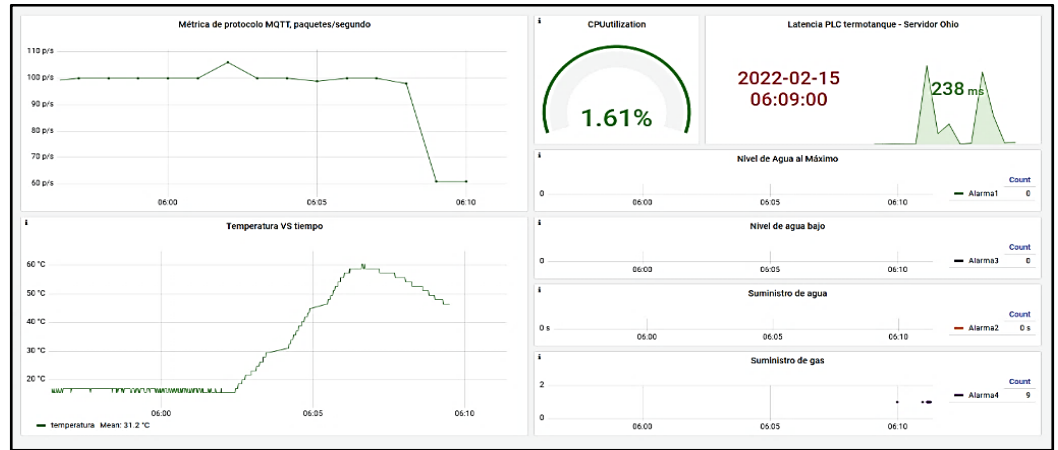 Métrica de protocolo MQTT, paquetes/segundo
110 p/s
100 p/s
90 p/s
80 p/s
70 p/s
60 p/s
06:00
06:05
06:10
Temperatura VS tiempo
60 °C
50 °C
40 °C
30 °C
20 °C
06:00
06:05
06:10
temperatura Mean: 31.2 °C
CPUutilization
1.61%
Latencia PLC termotanque - Servidor Ohio
2022-02-15
06:09:00
238 ms
Nivel de Agua al Máximo
0
06:00
06:05
06:10
Count
Alarma1 0
Nivel de agua bajo
0
06:00
06:05
06:10
Count
Alarma3 0
Suministro de agua
0 s
06:00
06:05
06:10
Count
Alarma2 0 s
Suministro de gas
2
0
06:00
06:05
06:10
Count
Alarma4 9